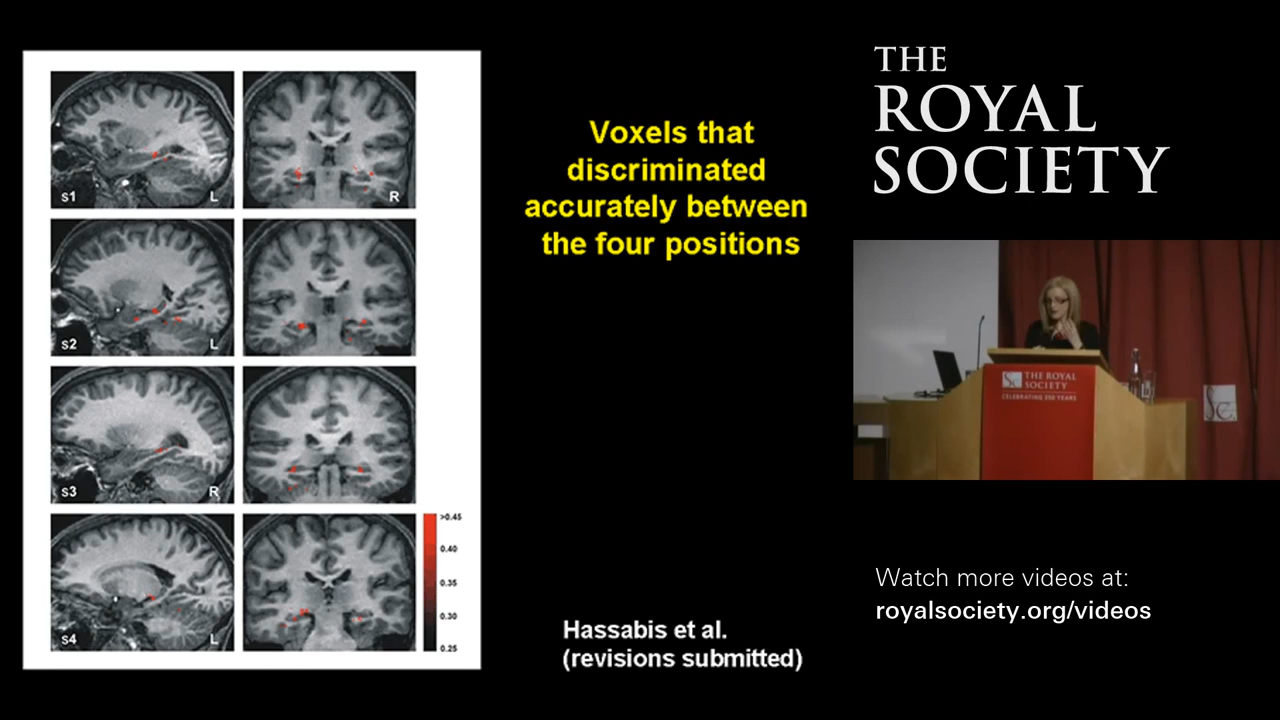 S1
L
R
S2
L
S3
R
S4
L
>0.45
0.40
0.35
0.30
0.25
Voxels that
discriminated
accurately between
the four positions
Hassabis et al.
(revisions submitted)
THE
ROYAL
SOCIETY
THE ROYAL
SOCIETY
CELEBRATING 350 YEARS
Watch more videos at:
royalsociety.org/videos